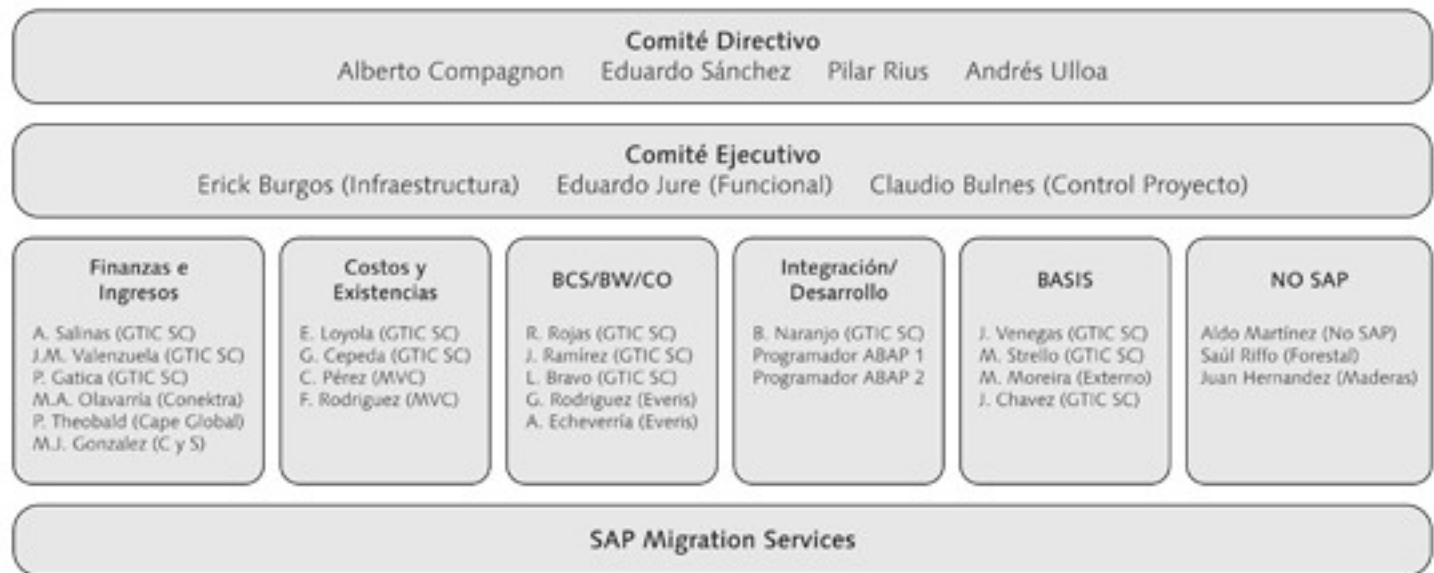 Comité Directivo
Alberto Compagnon Eduardo Sánchez Pilar Rius Andrés Ulloa
Comité Ejecutivo
Erick Burgos (Infraestructura) Eduardo Jure (Funcional) Claudio Bulnes (Control Proyecto)
Finanzas e
Ingresos
A. Salinas (GTIC SC)
J.M. Valenzuela (GTIC SC)
P. Gatica (GTIC SC)
M.A. Olavarría (Conektra)
P. Theobald (Cape Global)
M.J. Gonzalez (C y S)
Costos y
Existencias
E. Loyola (GTIC SC)
G. Cepeda (GTIC SC)
C. Pérez (MVC)
F. Rodriguez (MVC)
BCS/BW/CO
R. Rojas (GTIC SC)
J. Ramírez (GTIC SC)
L. Bravo (GTIC SC)
G. Rodriguez (Everis)
A. Echeverría (Everis)
Integración/
Desarrollo
B. Naranjo (GTIC SC)
Programador ABAP 1
Programador ABAP 2
BASIS
J. Venegas (GTIC SC)
M. Strello (GTIC SC)
M. Moreira (Externo)
J. Chavez (GTIC SC)
NO SAP
Aldo Martínez (No SAP)
Saúl Riffo (Forestal)
Juan Hernandez (Maderas)
SAP Migration Services